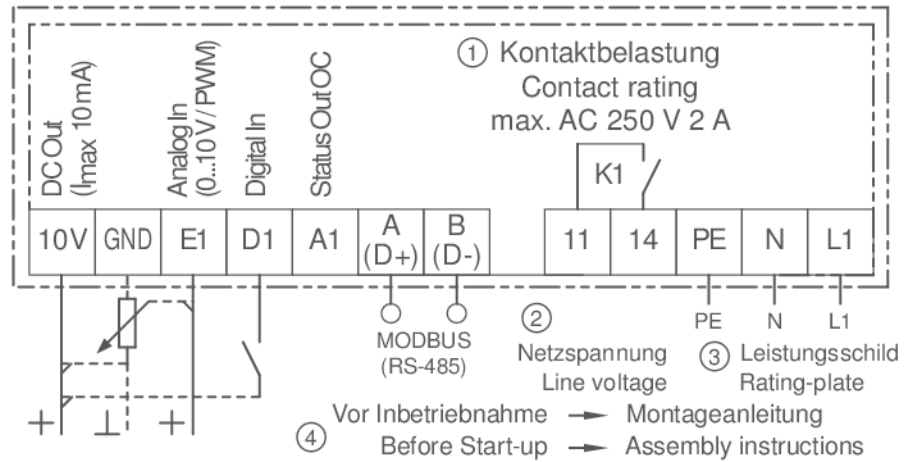 ① Kontaktbelastung
Contact rating
max. AC 250 V 2 A
DC Out
(Imax 10 mA)
Analog In
(0...10 V / PWM)
Digital In
Status Out OC
K1
10V GND E1 D1 A1 A (D+) B (D-) 11 14 PE N L1
MODBUS
(RS-485)
PE N L1
② Netzspannung
Line voltage
③ Leistungsschild
Rating-plate
④ Vor Inbetriebnahme → Montageanleitung
Before Start-up → Assembly instructions
+ ⊥ +